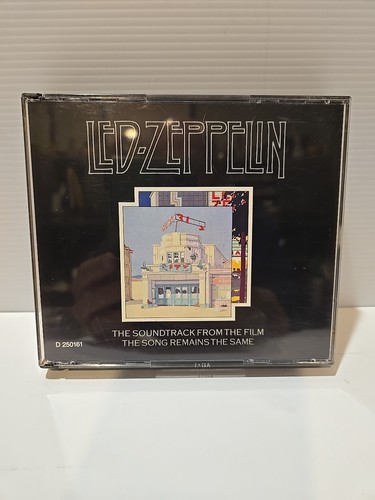 LED-ZEPPELIN
THE SOUNDTRACK FROM THE FILM
THE SONG REMAINS THE SAME
D 250161